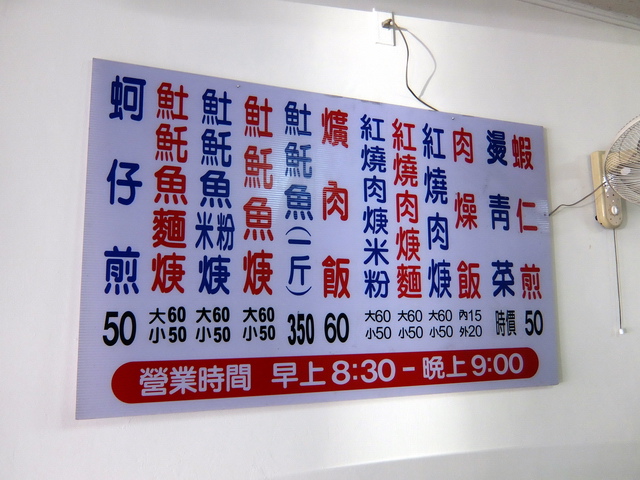 蝦仁煎 50
燙青菜 時價
肉燥飯 內15 外20
紅燒肉焿 大60 小50
紅燒肉焿麵 大60 小50
紅燒肉焿米粉 大60 小50
爌肉飯 60
𩵚魠魚(一斤) 350
𩵚魠魚焿 大60 小50
𩵚魠魚米粉焿 大60 小50
𩵚魠魚麵焿 大60 小50
蚵仔煎 50
營業時間 早上8:30-晚上9:00